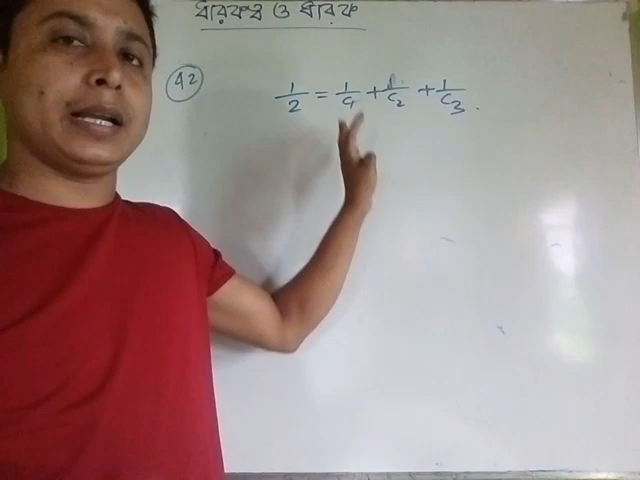 ধারকত্ব ও ধারক
42
1/2 = 1/C1 + 1/C2 + 1/C3 .